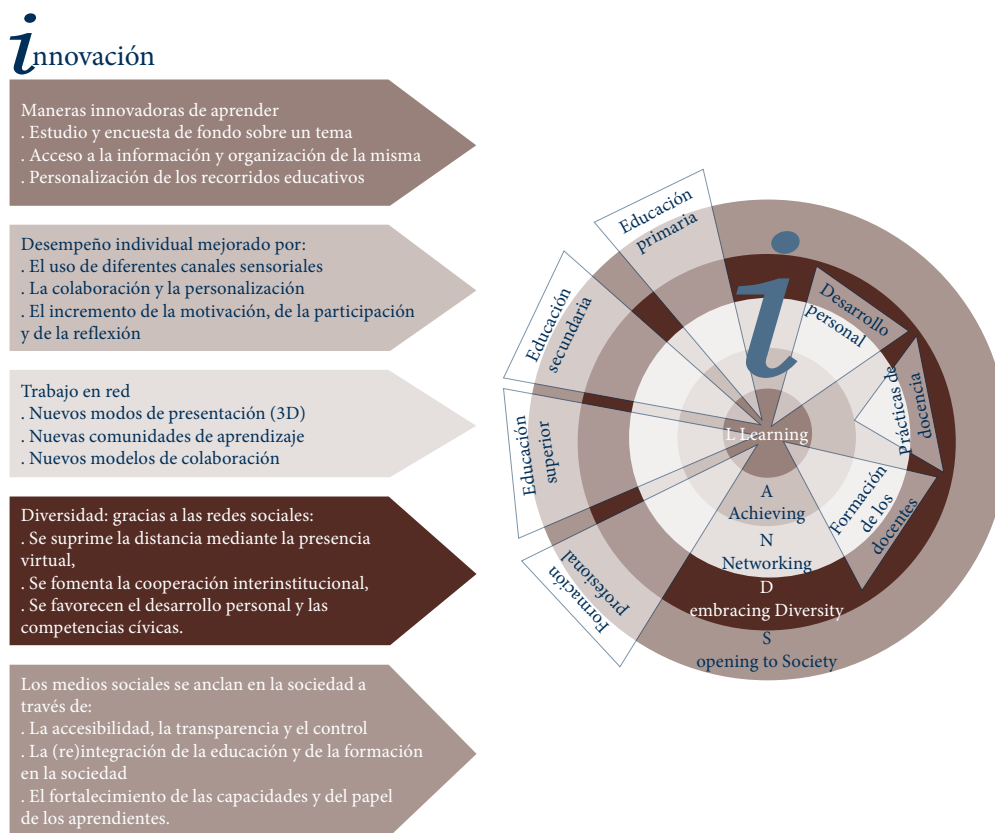 innovación
Maneras innovadoras de aprender
. Estudio y encuesta de fondo sobre un tema
. Acceso a la información y organización de la misma
. Personalización de los recorridos educativos
Desempeño individual mejorado por:
. El uso de diferentes canales sensoriales
. La colaboración y la personalización
. El incremento de la motivación, de la participación
y de la reflexión
Trabajo en red
. Nuevos modos de presentación (3D)
. Nuevas comunidades de aprendizaje
. Nuevos modelos de colaboración
Diversidad: gracias a las redes sociales:
. Se suprime la distancia mediante la presencia
virtual,
. Se fomenta la cooperación interinstitucional,
. Se favorecen el desarrollo personal y las
competencias cívicas.
Los medios sociales se anclan en la sociedad a
través de:
. La accesibilidad, la transparencia y el control
. La (re)integración de la educación y de la formación
en la sociedad
. El fortalecimiento de las capacidades y del papel
de los aprendientes.
Educación
primaria
Educación
secundaria
Educación
superior
Formación
profesional
i
Desarrollo
personal
Prácticas de
docencia
Formación
de los
docentes
L Learning
A
Achieving
N
Networking
D
embracing Diversity
S
opening to Society